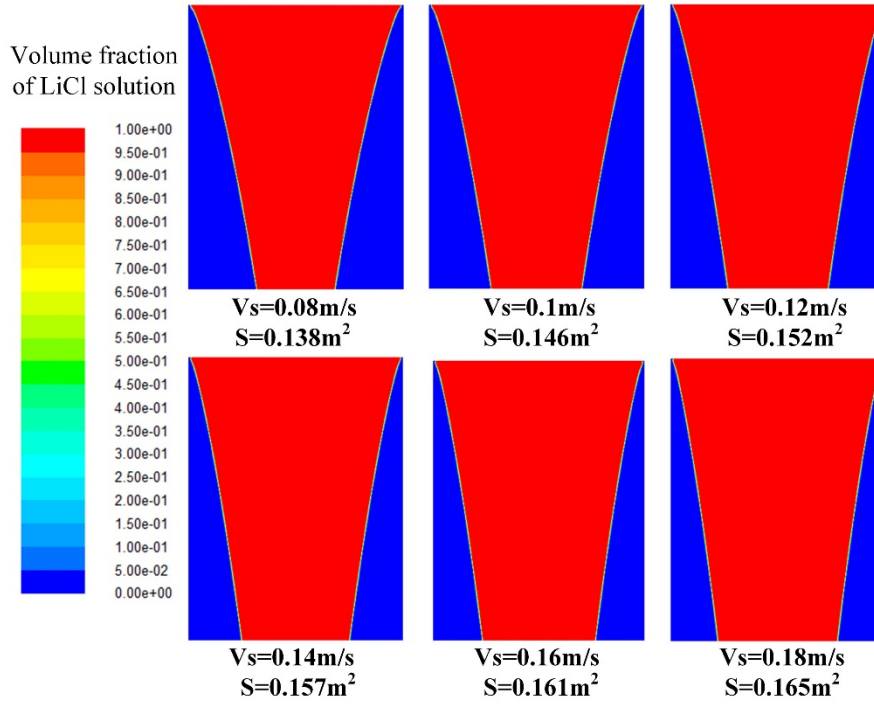 Volume fraction
of LiCl solution
1.00e+00
9.50e-01
9.00e-01
8.50e-01
8.00e-01
7.50e-01
7.00e-01
6.50e-01
6.00e-01
5.50e-01
5.00e-01
4.50e-01
4.00e-01
3.50e-01
3.00e-01
2.50e-01
2.00e-01
1.50e-01
1.00e-01
5.00e-02
0.00e+00
Vs=0.08m/s
S=0.138m²
Vs=0.1m/s
S=0.146m²
Vs=0.12m/s
S=0.152m²
Vs=0.14m/s
S=0.157m²
Vs=0.16m/s
S=0.161m²
Vs=0.18m/s
S=0.165m²